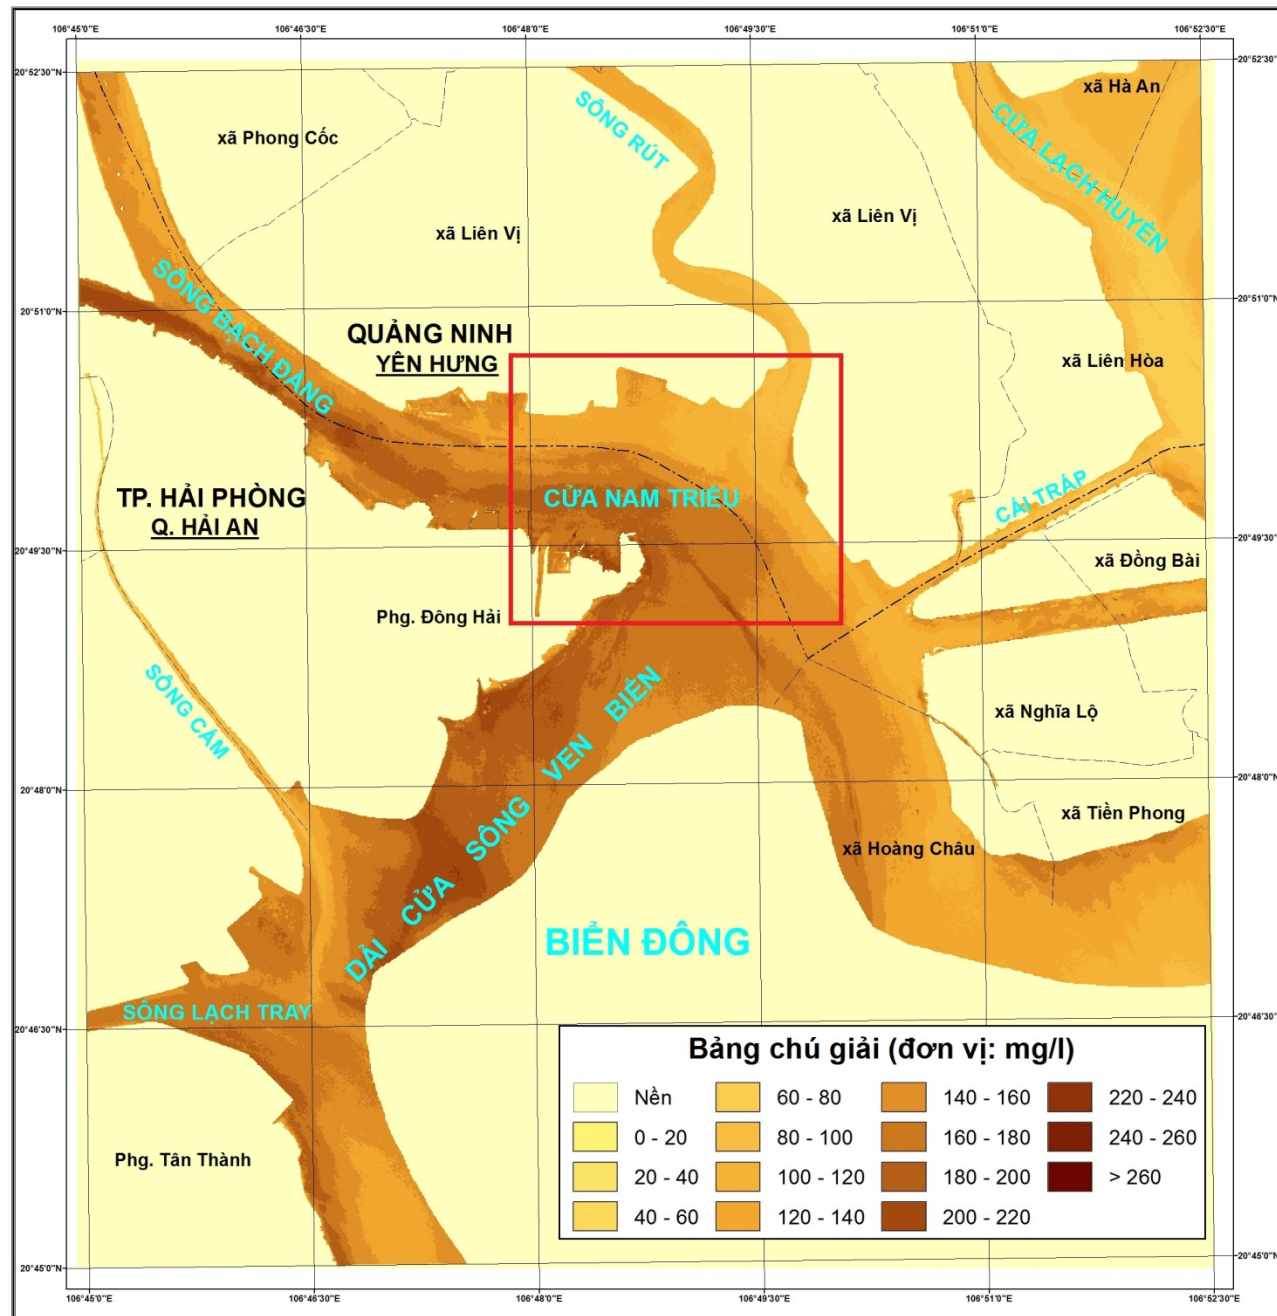 106°45'0"E 106°46'30"E 106°48'0"E 106°49'30"E 106°51'0"E 106°52'30"E
20°52'30"N 20°52'30"N
xã Hà An
SÔNG RÚT
CỬA LẠCH HUYỆN
xã Phong Cốc
xã Liên Vị
xã Liên Vị
SÔNG BẠCH ĐẰNG
20°51'0"N 20°51'0"N
QUẢNG NINH
YÊN HƯNG
xã Liên Hòa
TP. HẢI PHÒNG
Q. HẢI AN
CỬA NAM TRIỆU
CÁI TRÁP
20°49'30"N 20°49'30"N
xã Đồng Bài
Phg. Đông Hải
SÔNG CẤM
xã Nghĩa Lộ
20°48'0"N 20°48'0"N
xã Tiền Phong
xã Hoàng Châu
DẢI CỬA SÔNG VEN BIỂN
BIỂN ĐÔNG
SÔNG LẠCH TRAY
20°46'30"N 20°46'30"N
Phg. Tân Thành
Bảng chú giải (đơn vị: mg/l)
Nền 60 - 80 140 - 160 220 - 240
0 - 20 80 - 100 160 - 180 240 - 260
20 - 40 100 - 120 180 - 200 > 260
40 - 60 120 - 140 200 - 220
20°45'0"N 20°45'0"N
106°45'0"E 106°46'30"E 106°48'0"E 106°49'30"E 106°51'0"E 106°52'30"E